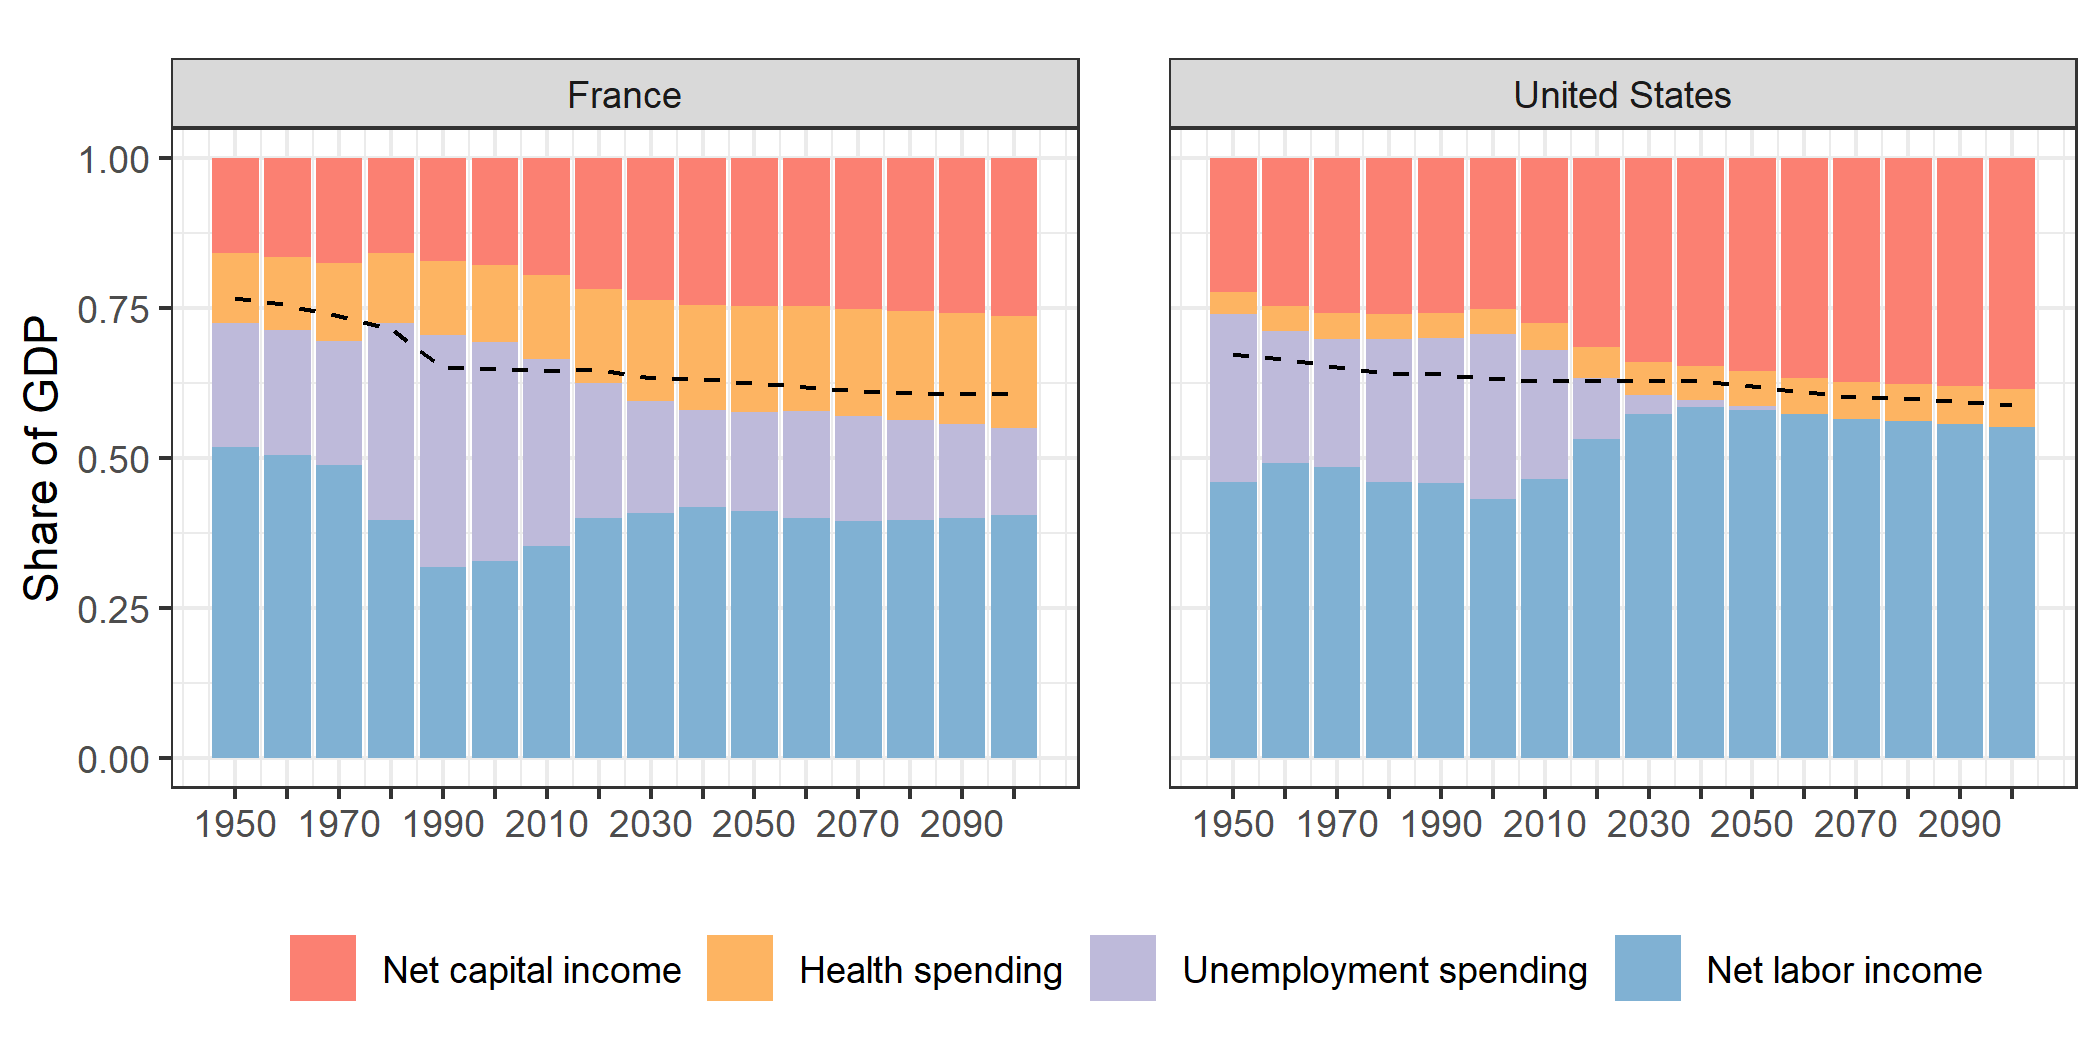 France
United States
Share of GDP
1.00
0.75
0.50
0.25
0.00
1950 1970 1990 2010 2030 2050 2070 2090
1950 1970 1990 2010 2030 2050 2070 2090
Net capital income Health spending Unemployment spending Net labor income